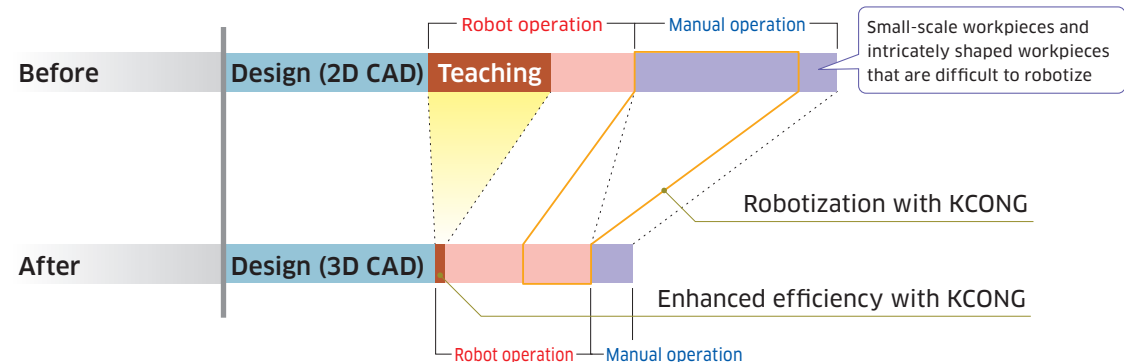 Robot operation
Manual operation
Small-scale workpieces and
intricately shaped workpieces
that are difficult to robotize
Before
Design (2D CAD)
Teaching
Robotization with KCONG
After
Design (3D CAD)
Enhanced efficiency with KCONG
Robot operation
Manual operation